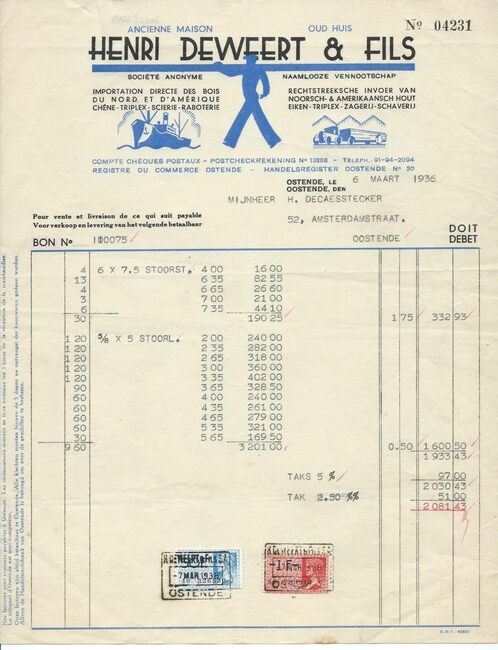 Nº 04231
ANCIENNE MAISON OUD HUIS
HENRI DEWEERT & FILS
SOCIÉTÉ ANONYME NAAMLOOZE VENNOOTSCHAP
IMPORTATION DIRECTE DES BOIS
DU NORD ET D'AMÉRIQUE
CHÊNE-TRIPLEX-SCIERIE-RABOTERIE
RECHTSTREEKSCHE INVOER VAN
NOORSCH- & AMERIKAANSCH HOUT
EIKEN-TRIPLEX-ZAGERIJ-SCHAVERIJ
COMPTE CHÈQUES POSTAUX - POSTCHECKREKENING Nº 13288 - TÉLÉPH. 91-94-2094
REGISTRE DU COMMERCE OSTENDE - HANDELSREGISTER OOSTENDE Nº 20
OSTENDE, LE
OOSTENDE, DEN
6 MAART 1936
MIJNHEER H. DECAESSTECKER
52, AMSTERDAMSTRAAT.
OOSTENDE
Pour vente et livraison de ce qui suit payable
Voor verkoop en levering van het volgende betaalbaar
DOIT
DEBET
BON Nº 100075
4 6 X 7.5 STOORST. 4 00 16 00
13 6 35 82 55
4 6 65 26 60
3 7 00 21 00
6 7 35 44 10
30 190 25 1 75 332 93
1 20 5/8 X 5 STOORL. 2 00 240 00
1 20 2 35 282 00
1 20 2 65 318 00
1 20 3 00 360 00
1 20 3 35 402 00
90 3 65 328 50
60 4 00 240 00
60 4 35 261 00
60 4 65 279 00
60 5 35 321 00
30 5 65 169 50
9 60 3 201 00 0.50 1 600 50
1 933 43
TAKS 5 % 97 00
2 030 43
TAK 2.50 %% 51 00
2 081 43
-7 MAR 1936
OSTENDE
-1 Fr